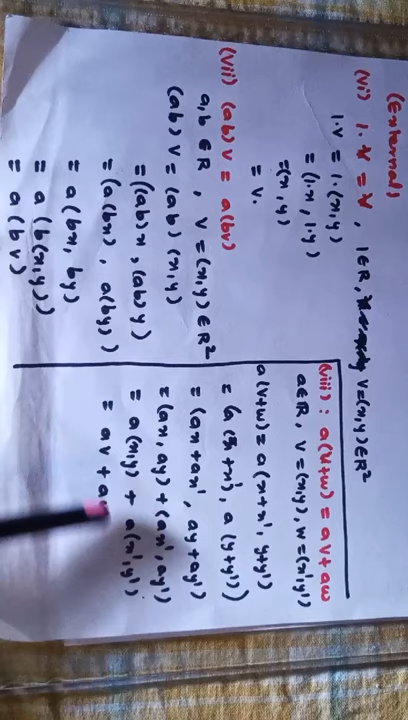 (External)
(vi) 1.v = v , 1∈R, v=(x,y)∈R²
1.v = 1.(x,y)
= (1.x , 1.y)
=(x,y)
= v.
(vii) (ab)v = a(bv)
a,b ∈R , v=(x,y)∈R²
(ab)v = (ab)(x,y)
=((ab)x , (ab)y)
=(a(bx) , a(by))
= a(bx, by)
= a(b(x,y))
= a(bv)
(viii) : a(v+w) = av + aw
a∈R , v=(x,y), w=(x',y')
a(v+w)=a(x+x', y+y')
= (a(x+x'), a(y+y'))
= (ax+ax' , ay+ay')
= (ax, ay)+(ax', ay')
= a(x,y) + a(x',y')
= av + a